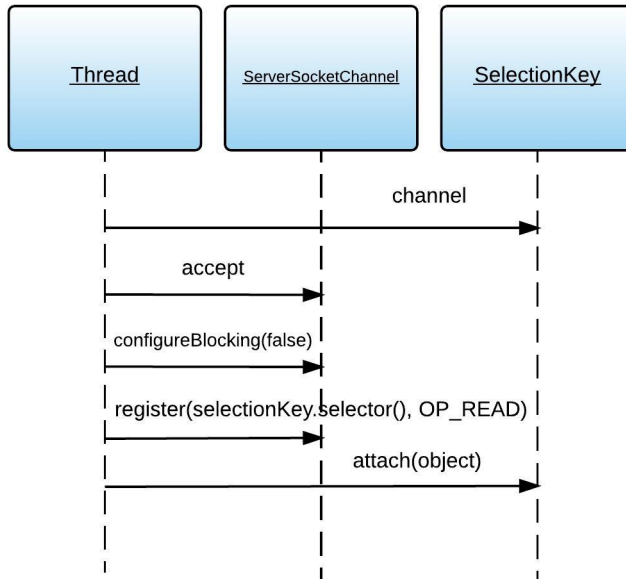 Thread
ServerSocketChannel
SelectionKey
channel
accept
configureBlocking(false)
register(selectionKey.selector(), OP_READ)
attach(object)